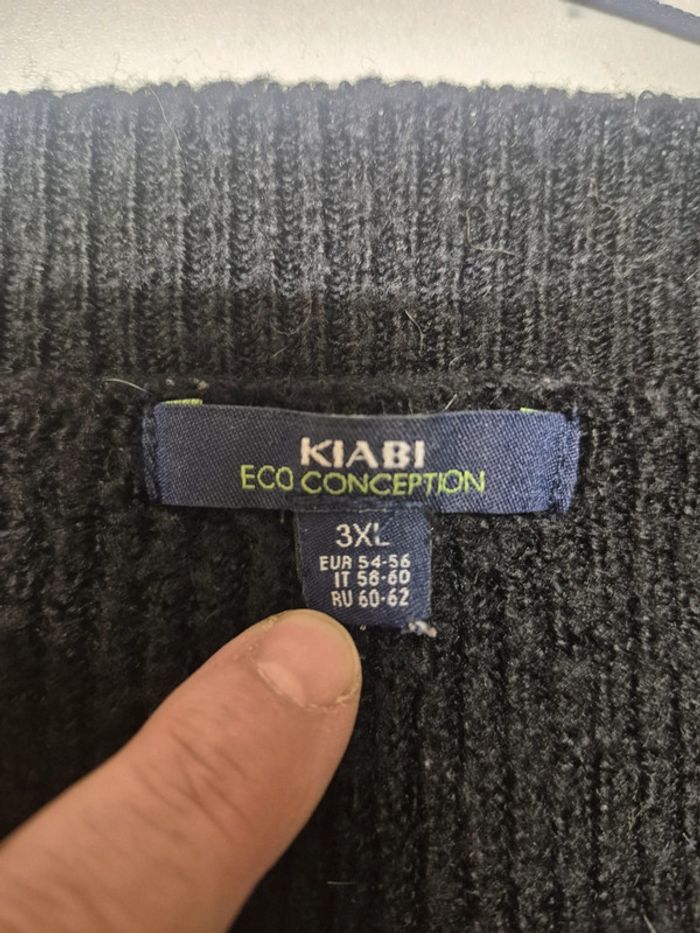 KIABI
ECO CONCEPTION
3XL
EUR 54-56
IT 58-60
RU 60-62